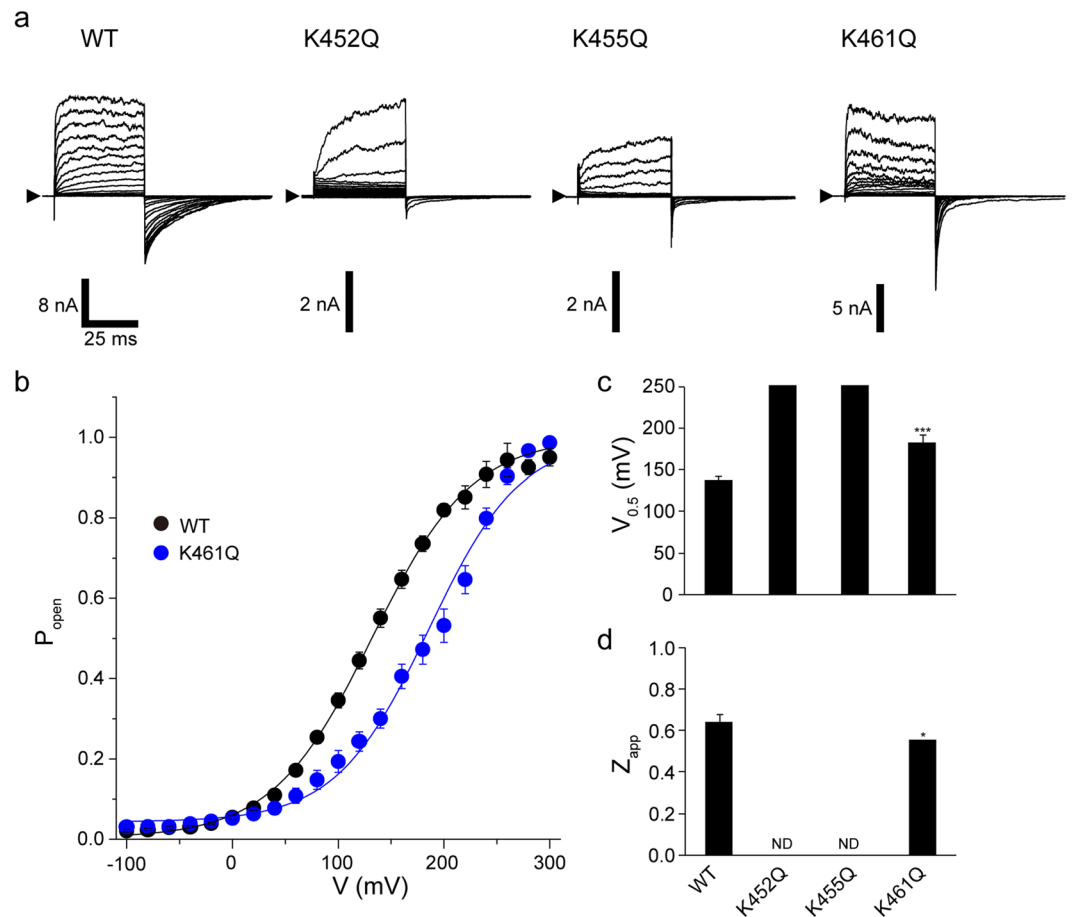 a
WT
K452Q
K455Q
K461Q
8 nA
25 ms
2 nA
2 nA
5 nA
b
P open
1.0
0.8
0.6
0.4
0.2
0.0
WT
K461Q
-100
0
100
200
300
V (mV)
c
V0.5 (mV)
250
200
150
100
50
0
***
d
Zapp
1.0
0.8
0.6
0.4
0.2
0.0
ND
ND
*
WT
K452Q
K455Q
K461Q